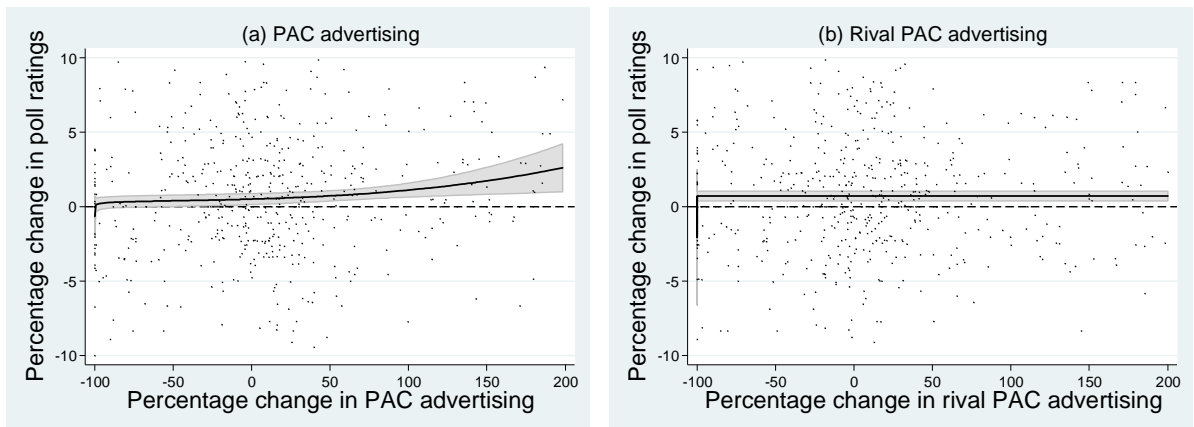 (a) PAC advertising
Percentage change in poll ratings
10
5
0
-5
-10
-100 -50 0 50 100 150 200
Percentage change in PAC advertising
(b) Rival PAC advertising
Percentage change in poll ratings
10
5
0
-5
-10
-100 -50 0 50 100 150 200
Percentage change in rival PAC advertising